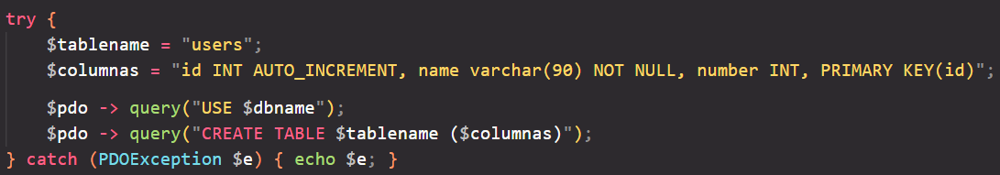 try {
$tablename = "users";
$columnas = "id INT AUTO_INCREMENT, name varchar(90) NOT NULL, number INT, PRIMARY KEY(id)";
$pdo -> query("USE $dbname");
$pdo -> query("CREATE TABLE $tablename ($columnas)");
} catch (PDOException $e) { echo $e; }